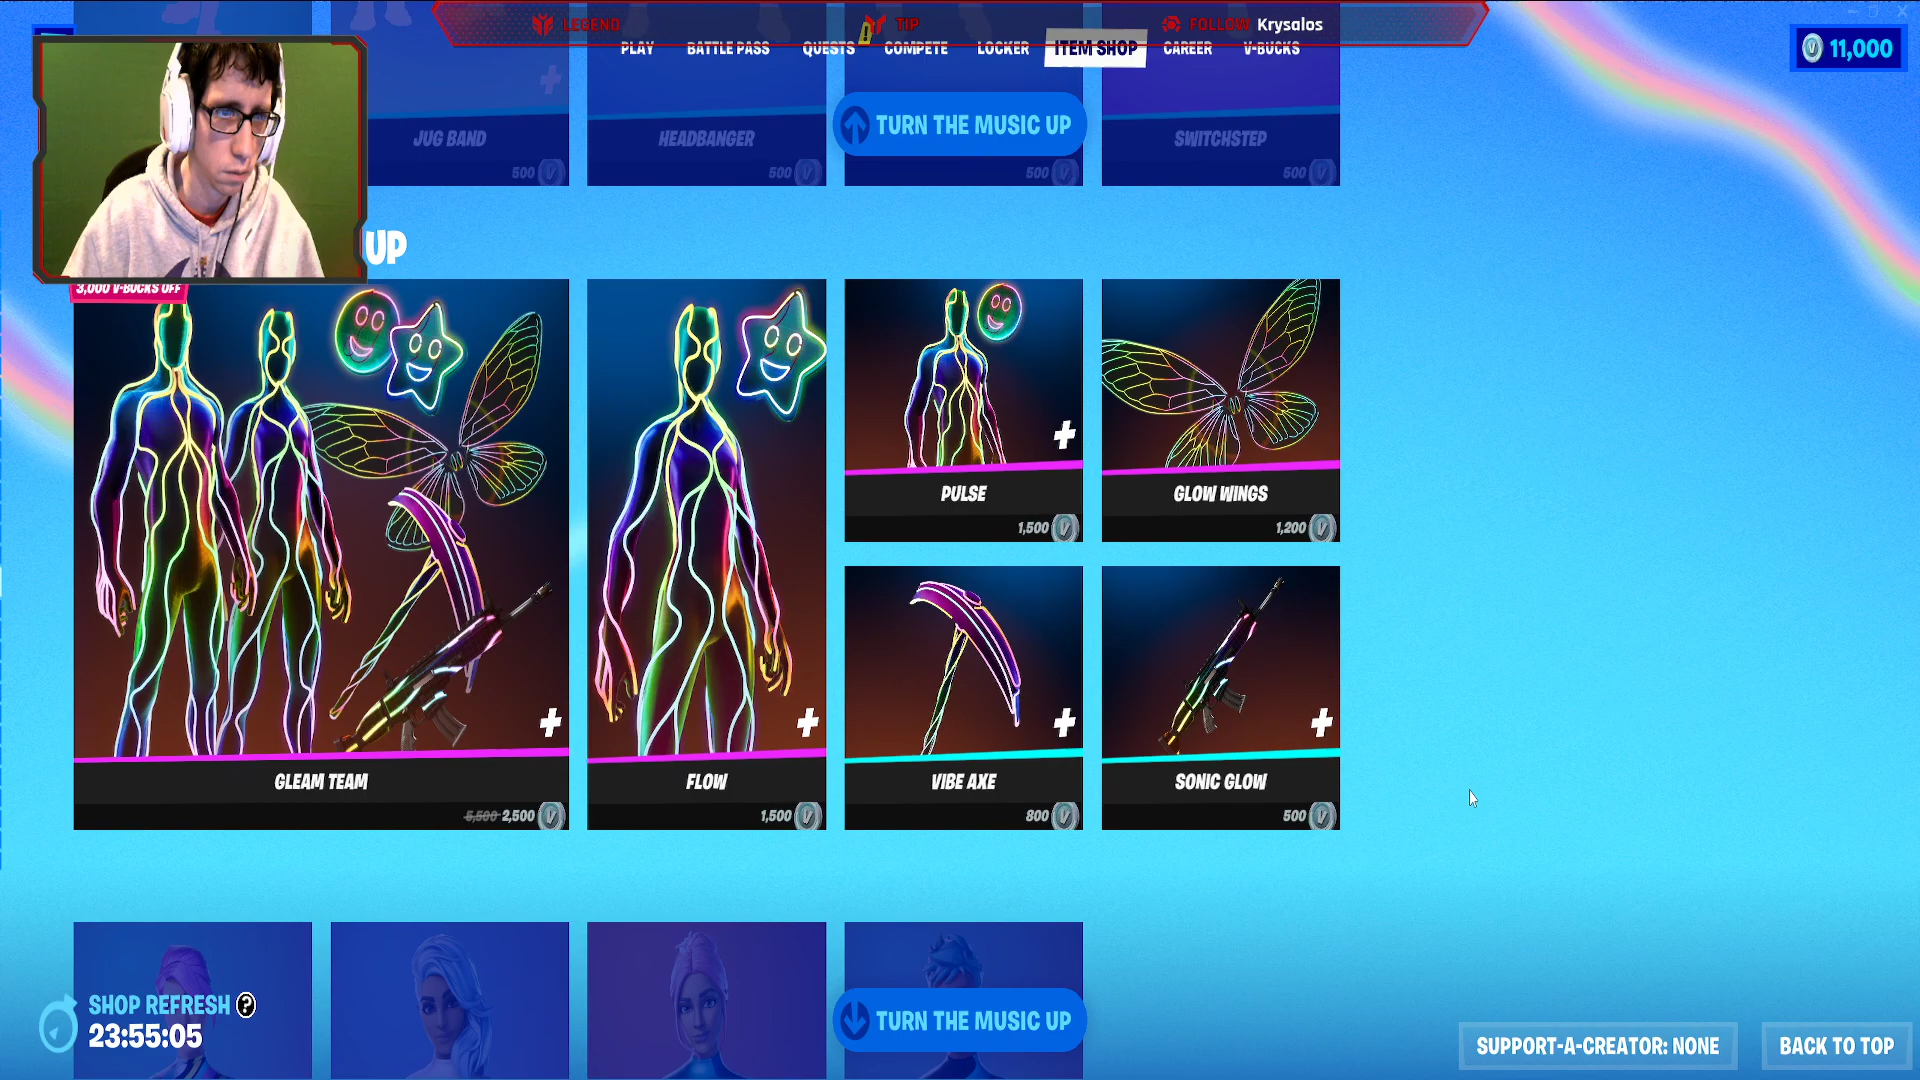 LEGEND
TIP
FOLLOW Krysalos
PLAY
BATTLE PASS
QUESTS
COMPETE
LOCKER
ITEM SHOP
CAREER
V-BUCKS
11,000
TURN THE MUSIC UP
JUG BAND
500
HEADBANGER
500
500
SWITCHSTEP
500
UP
3,000 V-BUCKS OFF
GLEAM TEAM
5,500 2,500
FLOW
1,500
PULSE
1,500
GLOW WINGS
1,200
VIBE AXE
800
SONIC GLOW
500
SHOP REFRESH ?
23:55:05
TURN THE MUSIC UP
SUPPORT-A-CREATOR: NONE
BACK TO TOP